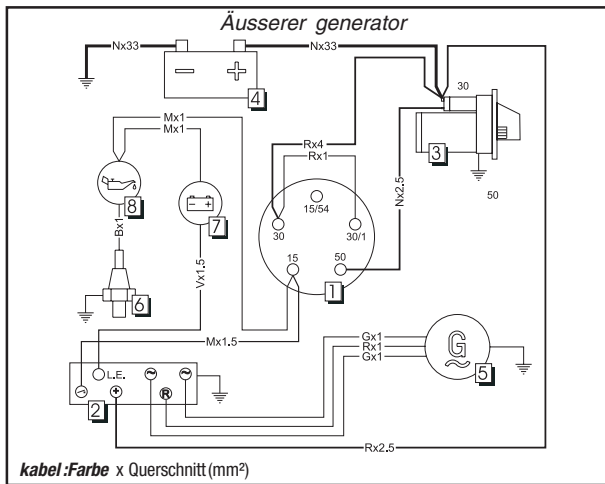 Äusserer generator
Nx33
Nx33
4
30
3
50
Mx1
Mx1
Rx4
Rx1
Nx2.5
8
7
15/54
30
30/1
15
50
1
Bx1
Vx1.5
6
Mx1.5
Gx1
Rx1
Gx1
G
5
L.E.
R
2
Rx2.5
kabel :Farbe x Querschnitt (mm²)